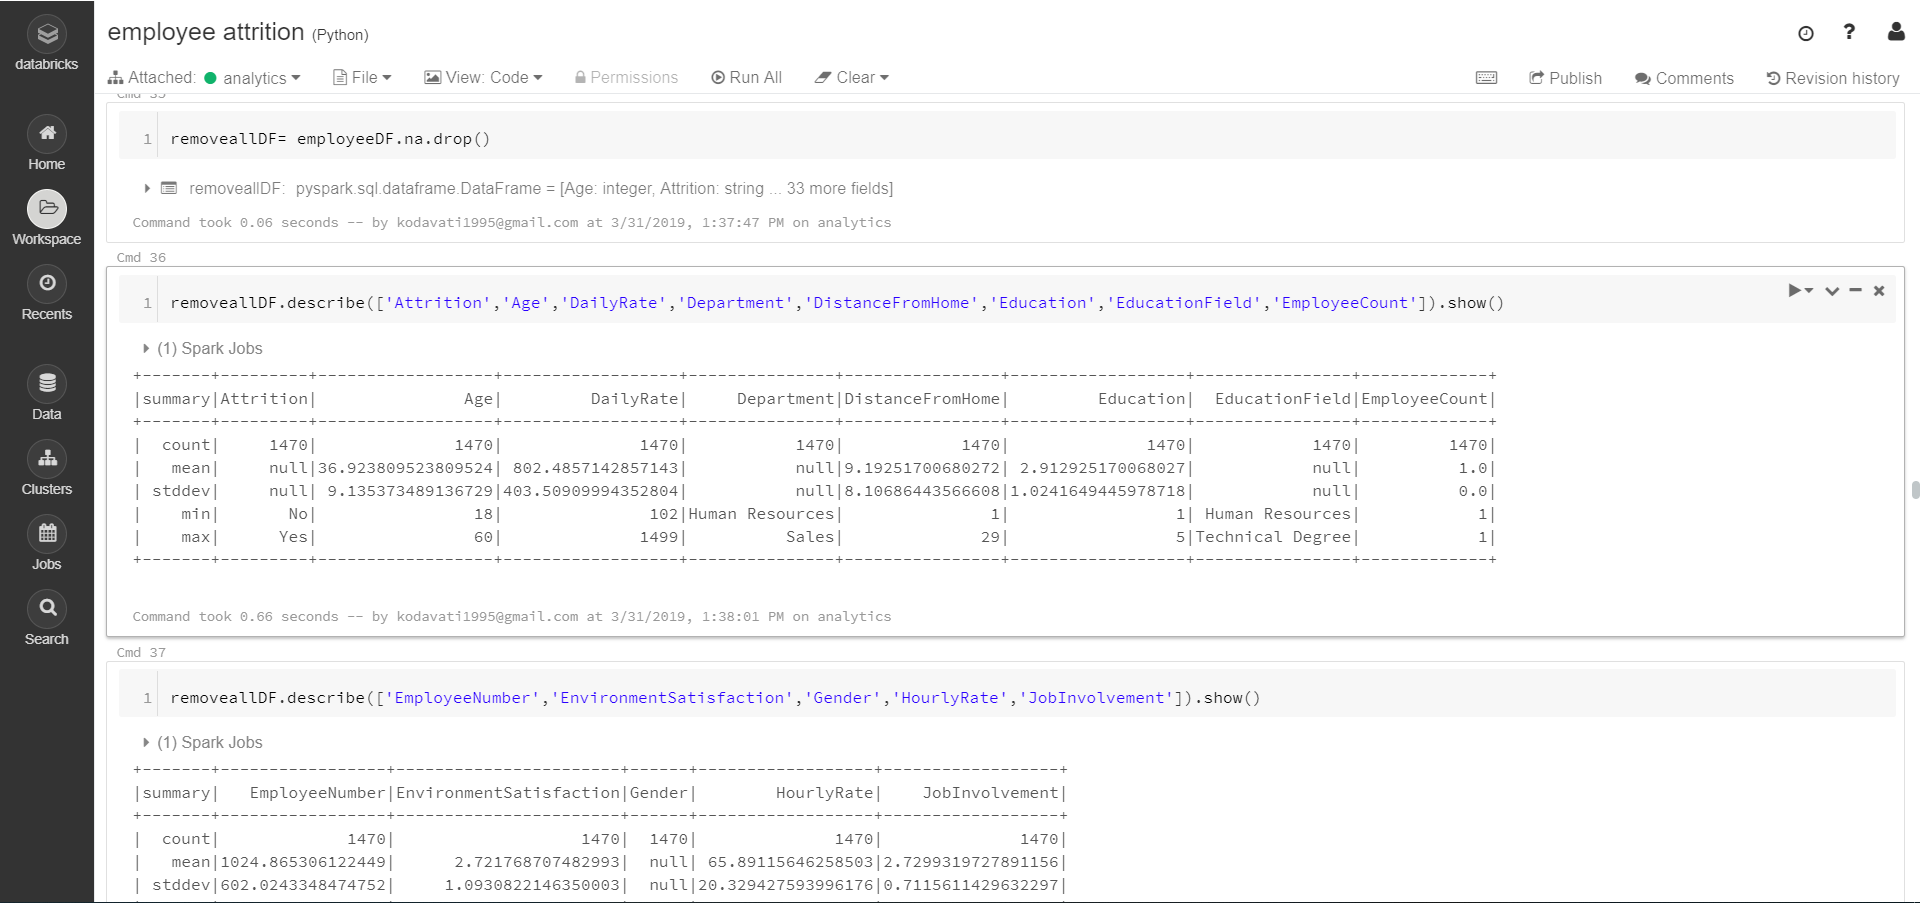 databricks
Home
Workspace
Recents
Data
Clusters
Jobs
Search
employee attrition (Python)
Attached: analytics File View: Code Permissions Run All Clear Publish Comments Revision history
Cmd 35
1 removeallDF= employeeDF.na.drop()
removeallDF: pyspark.sql.dataframe.DataFrame = [Age: integer, Attrition: string ... 33 more fields]
Command took 0.06 seconds -- by kodavati1995@gmail.com at 3/31/2019, 1:37:47 PM on analytics
Cmd 36
1 removeallDF.describe(['Attrition','Age','DailyRate','Department','DistanceFromHome','Education','EducationField','EmployeeCount']).show()
(1) Spark Jobs
+-------+---------+------------------+------------------+---------------+----------------+------------------+----------------+-------------+
|summary|Attrition|               Age|         DailyRate|     Department|DistanceFromHome|         Education|  EducationField|EmployeeCount|
+-------+---------+------------------+------------------+---------------+----------------+------------------+----------------+-------------+
|  count|     1470|              1470|              1470|           1470|            1470|              1470|            1470|         1470|
|   mean|     null|36.923809523809524| 802.4857142857143|           null|9.19251700680272| 2.912925170068027|            null|          1.0|
| stddev|     null| 9.135373489136729|403.50909994352804|           null|8.10686443566608|1.0241649445978718|            null|          0.0|
|    min|       No|                18|               102|Human Resources|               1|                 1| Human Resources|            1|
|    max|      Yes|                60|              1499|          Sales|              29|                 5|Technical Degree|            1|
+-------+---------+------------------+------------------+---------------+----------------+------------------+----------------+-------------+
Command took 0.66 seconds -- by kodavati1995@gmail.com at 3/31/2019, 1:38:01 PM on analytics
Cmd 37
1 removeallDF.describe(['EmployeeNumber','EnvironmentSatisfaction','Gender','HourlyRate','JobInvolvement']).show()
(1) Spark Jobs
+-------+-----------------+-----------------------+------+------------------+------------------+
|summary|   EmployeeNumber|EnvironmentSatisfaction|Gender|        HourlyRate|    JobInvolvement|
+-------+-----------------+-----------------------+------+------------------+------------------+
|  count|             1470|                   1470|  1470|              1470|              1470|
|   mean|1024.865306122449|      2.721768707482993|  null| 65.89115646258503|2.7299319727891156|
| stddev|602.0243348474752|     1.0930822146350003|  null|20.329427593996176|0.7115611429632297|